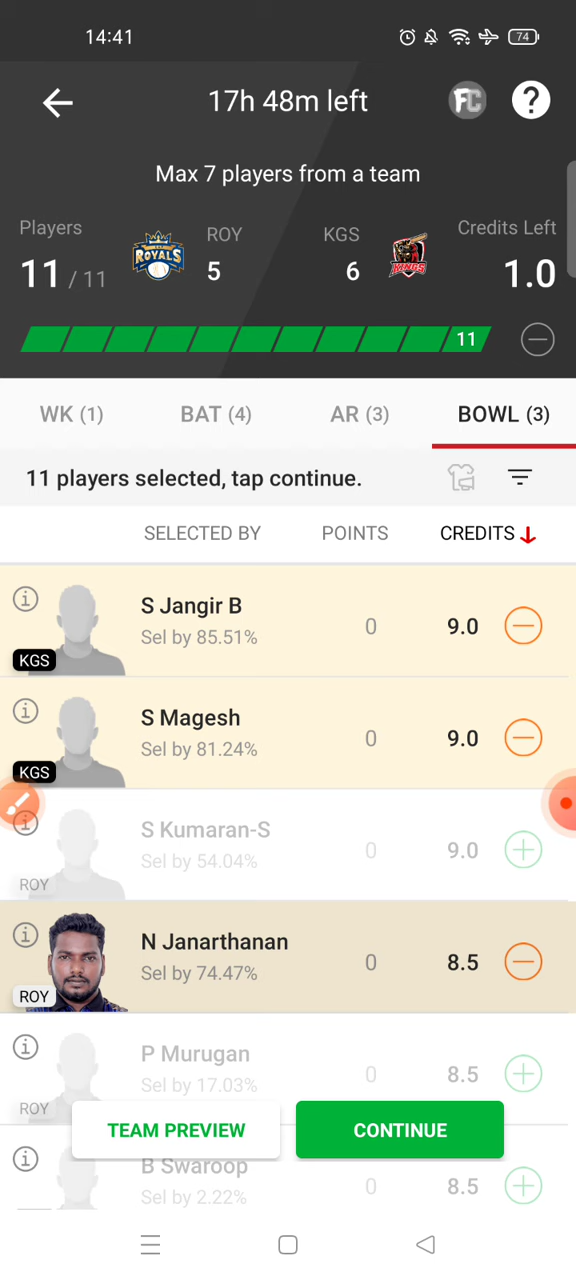 14:41
74
17h 48m left
FC
?
Max 7 players from a team
Players
ROY
KGS
Credits Left
11 / 11
ROYALS
5
6
KINGS
1.0
11
WK (1)
BAT (4)
AR (3)
BOWL (3)
11 players selected, tap continue.
SELECTED BY
POINTS
CREDITS
S Jangir B
Sel by 85.51%
0
9.0
KGS
S Magesh
Sel by 81.24%
0
9.0
KGS
S Kumaran-S
Sel by 54.04%
0
9.0
ROY
N Janarthanan
Sel by 74.47%
0
8.5
ROY
P Murugan
Sel by 17.03%
0
8.5
ROY
TEAM PREVIEW
CONTINUE
B Swaroop
Sel by 2.22%
0
8.5